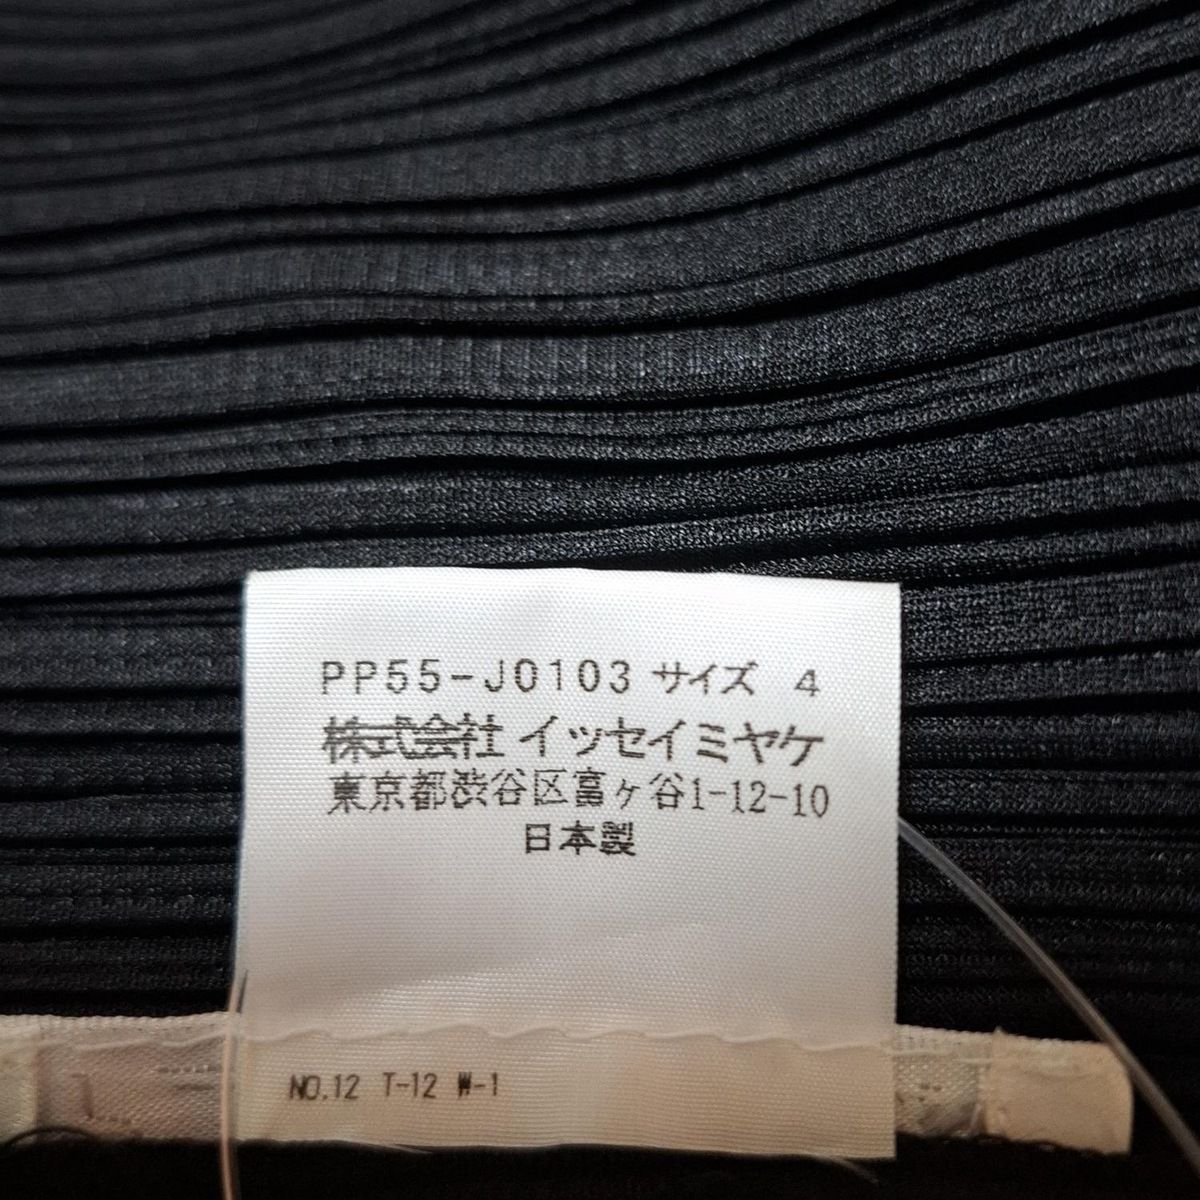 PP55-J0103 サイズ 4
株式会社 イッセイミヤケ
東京都渋谷区富ヶ谷1-12-10
日本製
NO.12 T-12 W-1